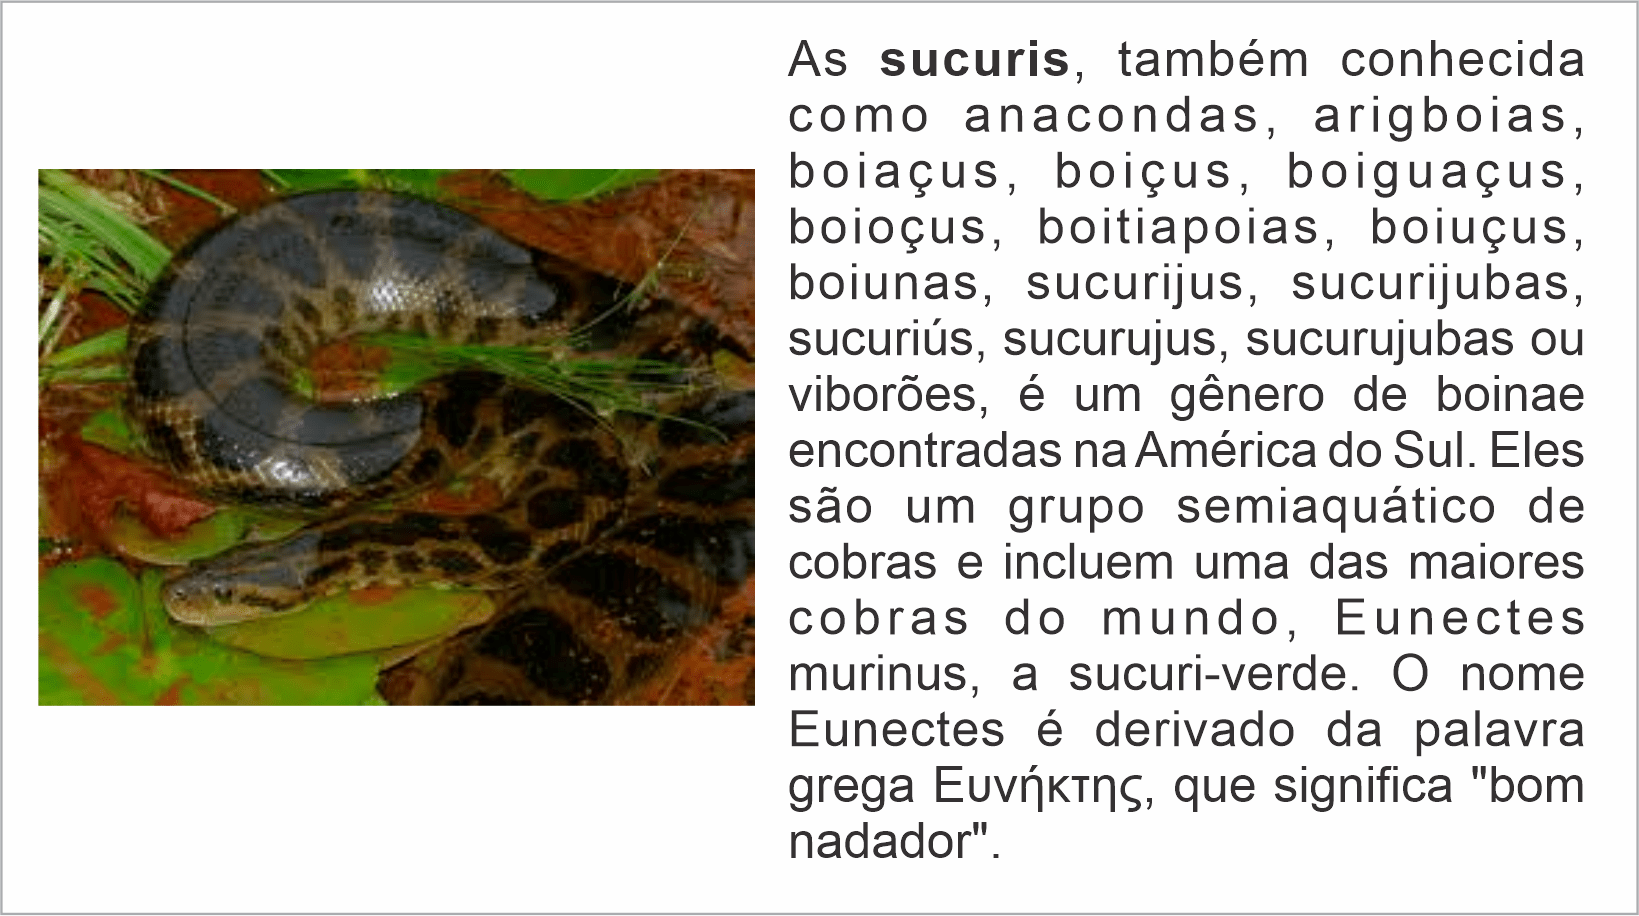 As sucuris, também conhecida
como anacondas, arigboias,
boiaçus, boiçus, boiguaçus,
boioçus, boitiapoias, boiuçus,
boiunas, sucurijus, sucurijubas,
sucuriús, sucurujus, sucurujubas ou
viborões, é um gênero de boinae
encontradas na América do Sul. Eles
são um grupo semiaquático de
cobras e incluem uma das maiores
cobras do mundo, Eunectes
murinus, a sucuri-verde. O nome
Eunectes é derivado da palavra
grega Ευνήκτης, que significa "bom
nadador".